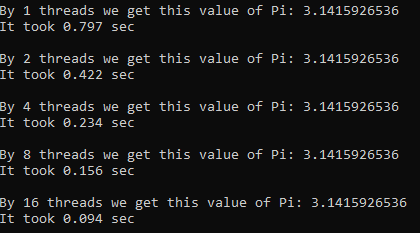 By 1 threads we get this value of Pi: 3.1415926536
It took 0.797 sec
By 2 threads we get this value of Pi: 3.1415926536
It took 0.422 sec
By 4 threads we get this value of Pi: 3.1415926536
It took 0.234 sec
By 8 threads we get this value of Pi: 3.1415926536
It took 0.156 sec
By 16 threads we get this value of Pi: 3.1415926536
It took 0.094 sec